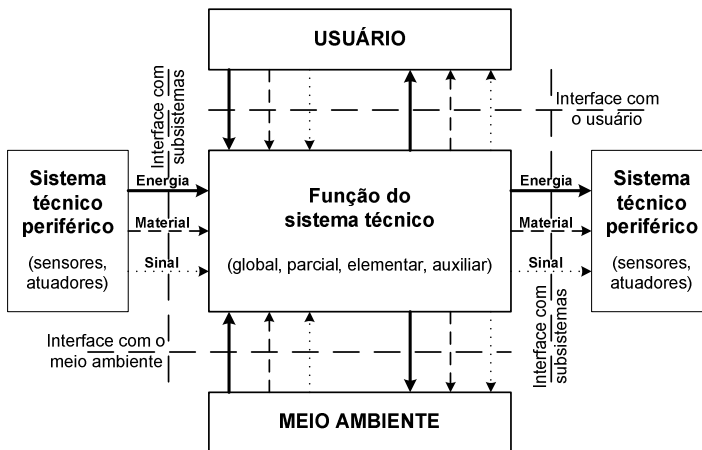 USUÁRIO
Interface com
subsistemas
Interface com
o usuário
Sistema
técnico
periférico
(sensores,
atuadores)
Energia
Material
Sinal
Função do
sistema técnico
(global, parcial, elementar, auxiliar)
Energia
Material
Sinal
Sistema
técnico
periférico
(sensores,
atuadores)
Interface com o
meio ambiente
Interface com
subsistemas
MEIO AMBIENTE